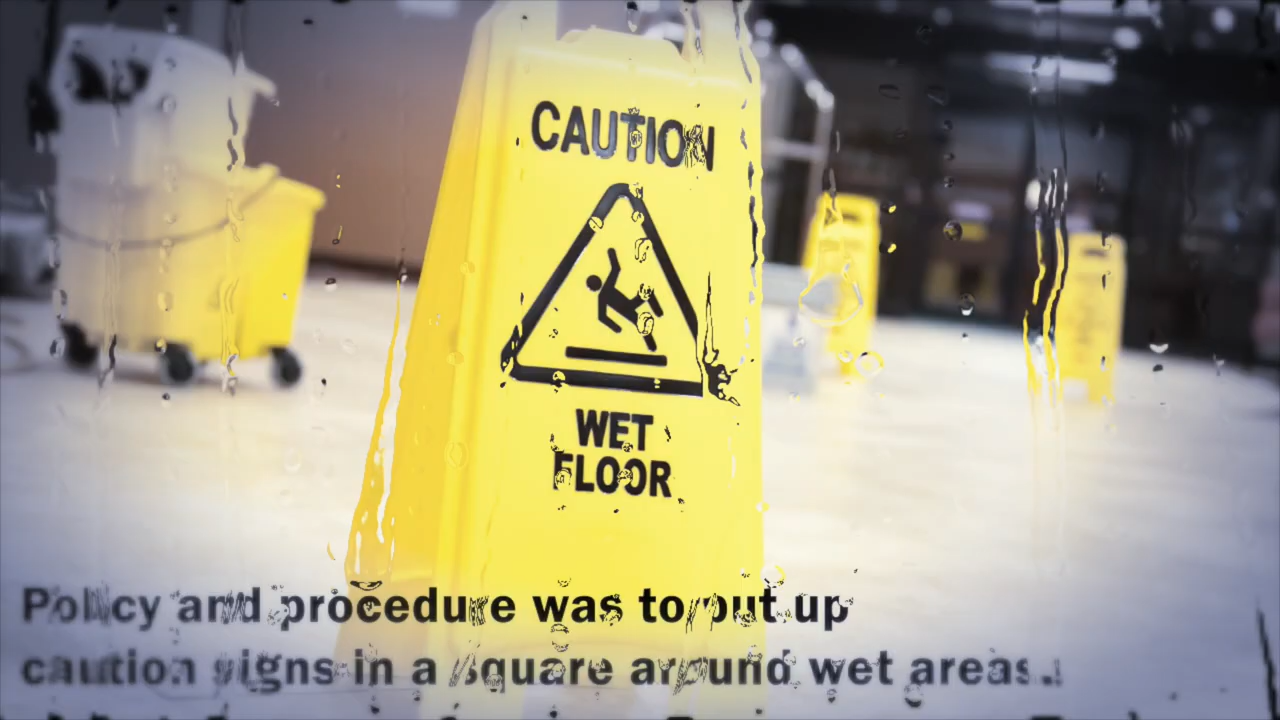 CAUTION
WET
FLOOR
Policy and procedure was to put up
caution signs in a square around wet areas.